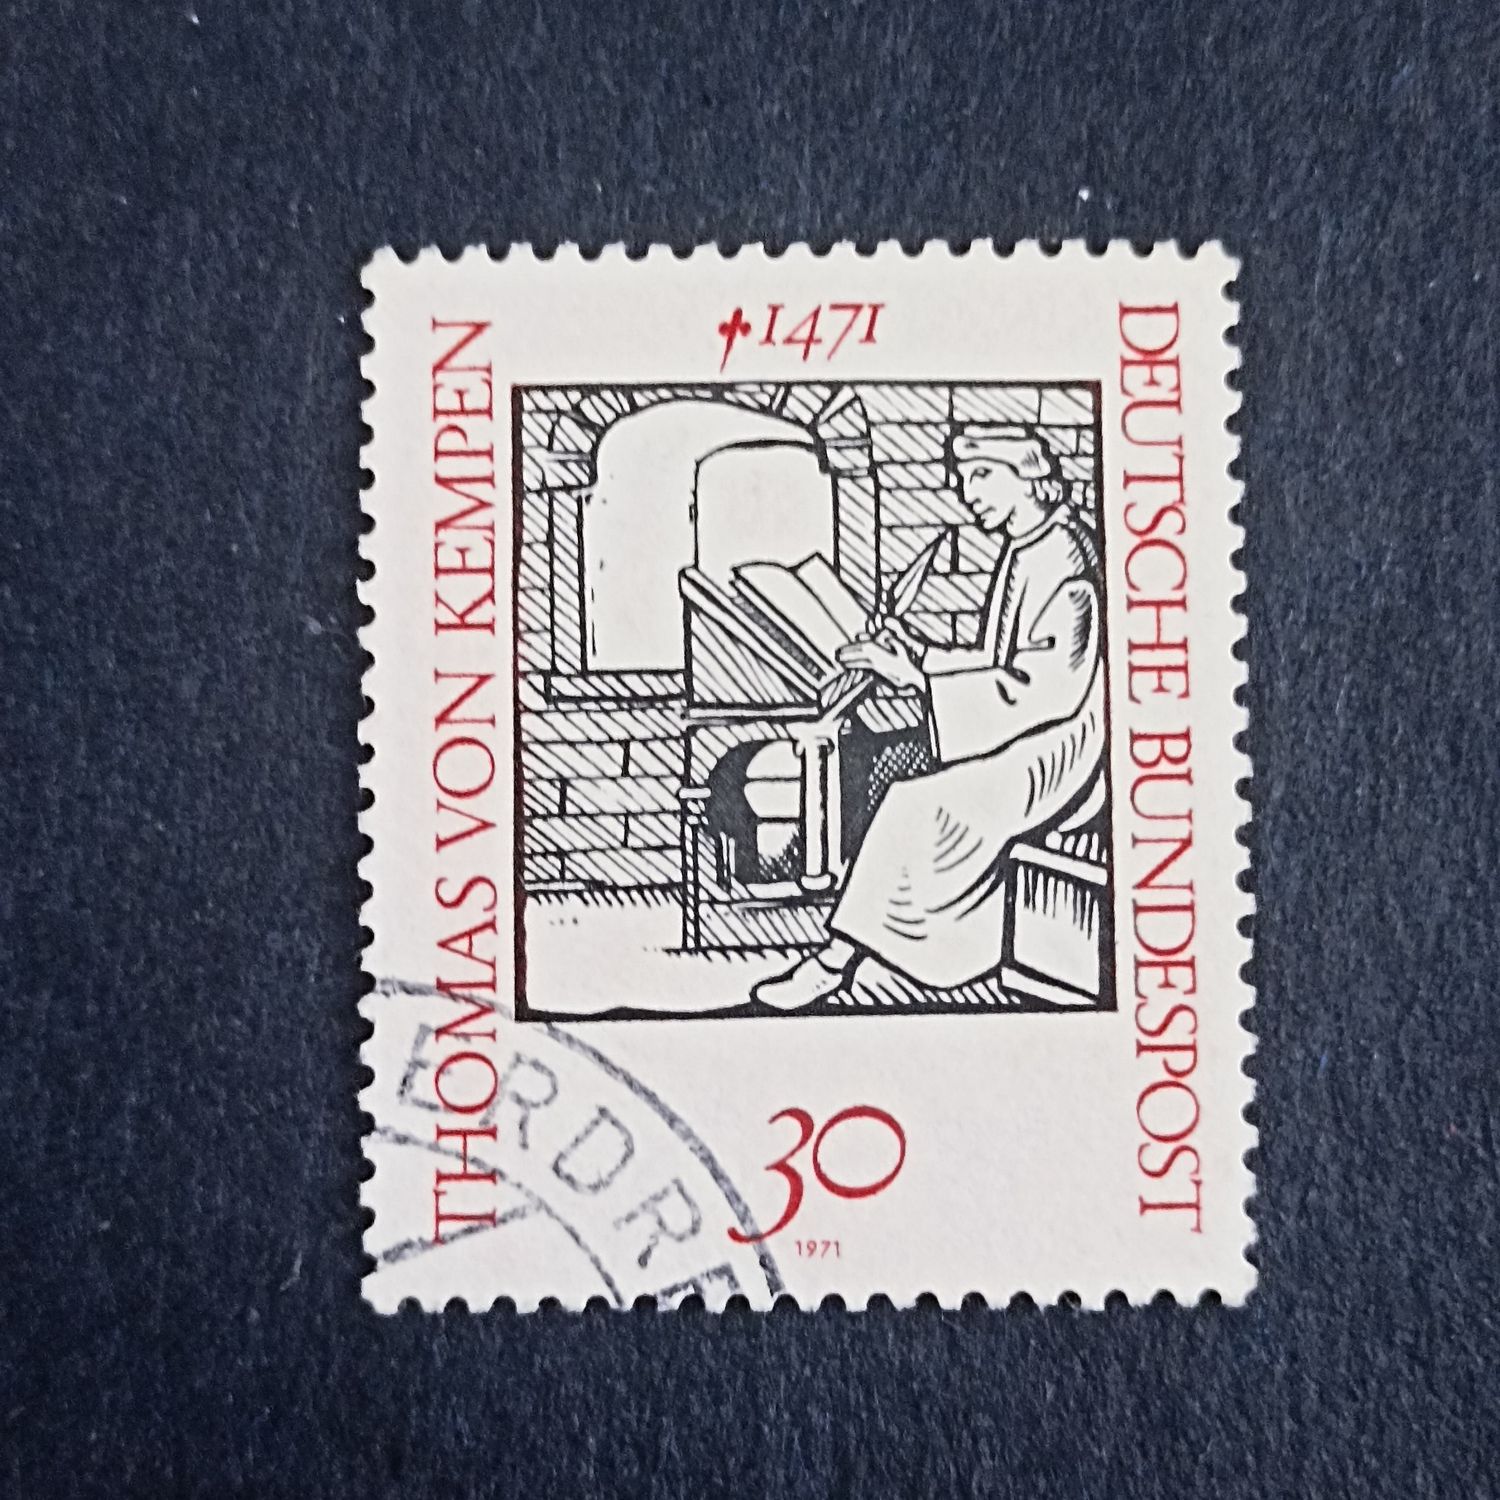 †1471
THOMAS VON KEMPEN
DEUTSCHE BUNDESPOST
30
1971